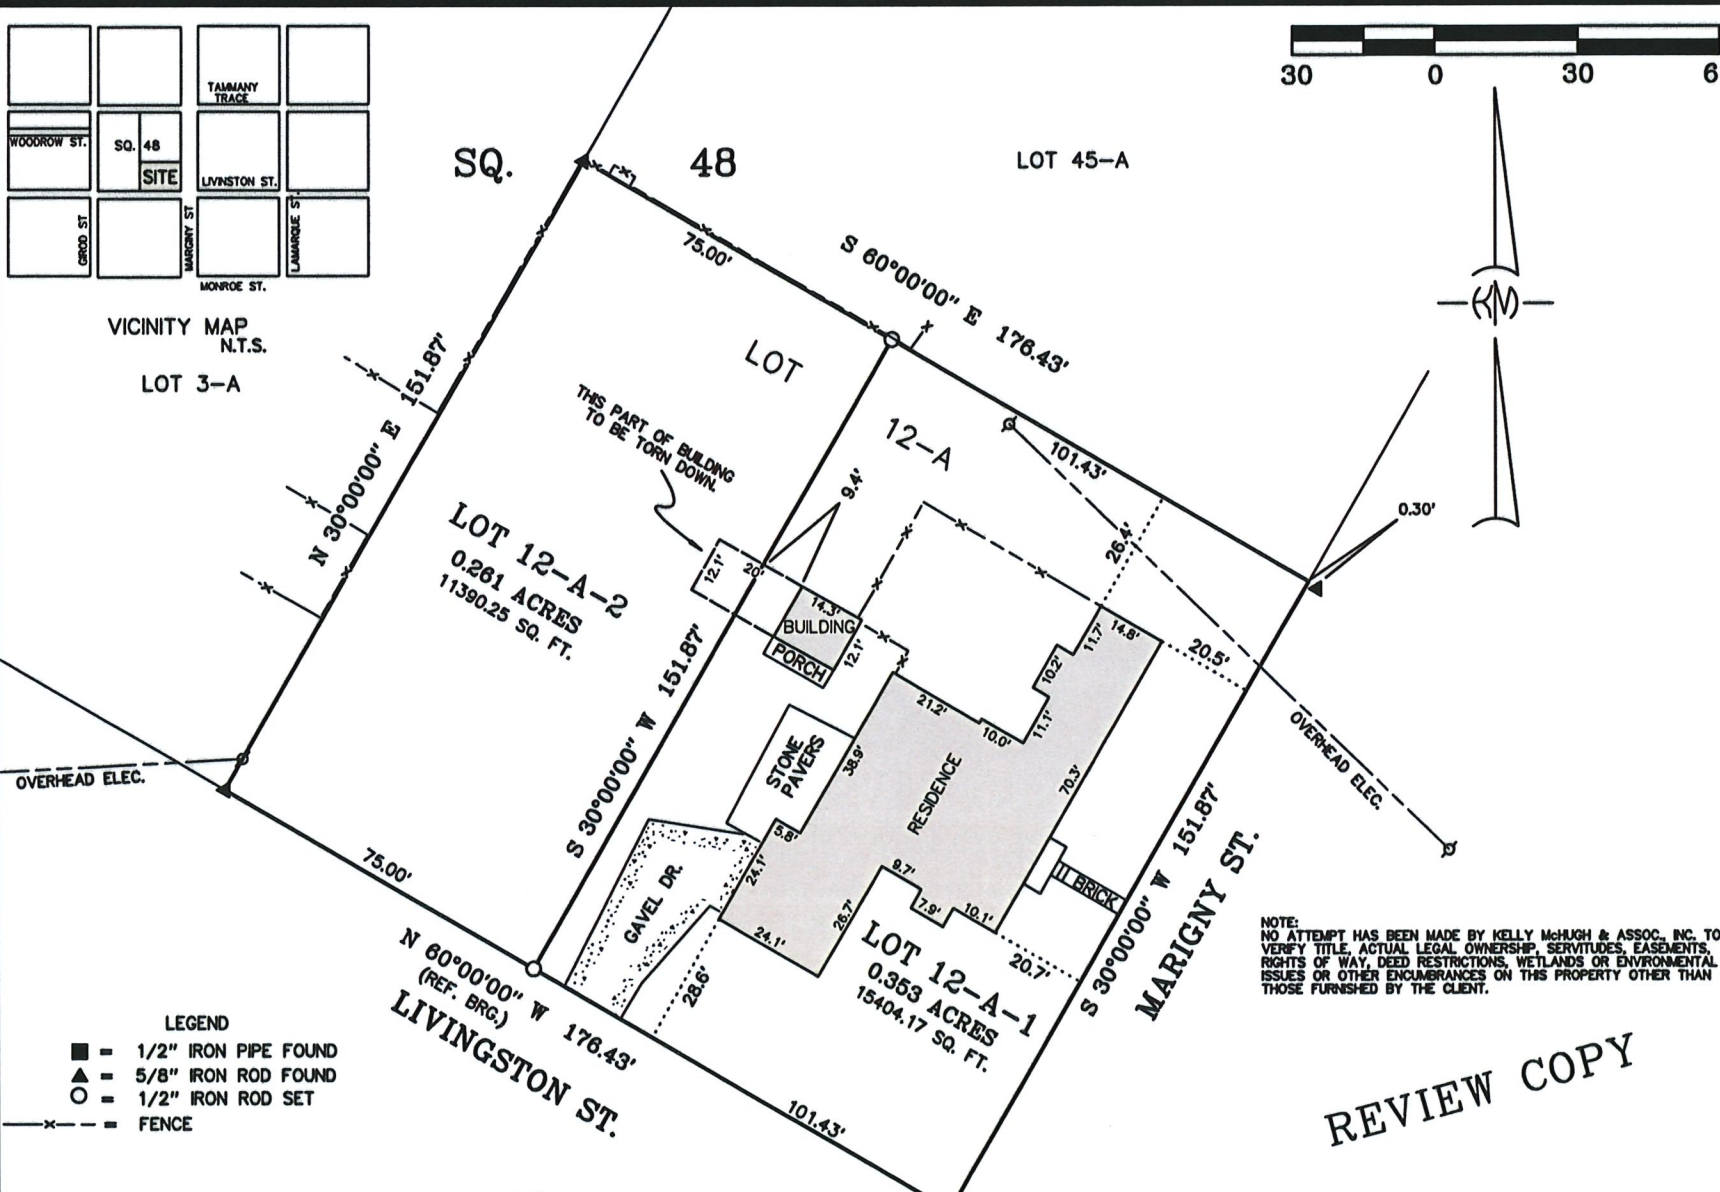 TAMMANY
TRACE
WOODROW ST.
SQ. 48
SITE
LIVINSTON ST.
GIROD ST
MARIGNY ST
LAMARQUE ST.
MONROE ST.
VICINITY MAP
N.T.S.
LOT 3-A
SQ. 48
LOT 45-A
30 0 30 6
KM
75.00'
S 60°00'00" E 176.43'
LOT
12-A
101.43'
0.30'
N 30°00'00" E 151.87'
THIS PART OF BUILDING
TO BE TORN DOWN.
9.4'
26.4'
LOT 12-A-2
0.261 ACRES
11390.25 SQ. FT.
12.1'
20'
14.3'
BUILDING
PORCH
12.1'
S 30°00'00" W 151.87'
14.8'
11.7'
10.2'
11.1'
20.5'
21.2'
10.0'
STONE
PAVERS
38.9'
RESIDENCE
70.3'
OVERHEAD ELEC.
OVERHEAD ELEC.
5.8'
24.1'
GAVEL DR.
9.7'
7.9'
10.1'
26.7'
24.1'
28.6'
BRICK
20.7'
LOT 12-A-1
0.353 ACRES
15404.17 SQ. FT.
S 30°00'00" W 151.87'
MARIGNY ST.
75.00'
N 60°00'00" W 176.43'
(REF. BRG.)
LIVINGSTON ST.
101.43'
NOTE:
NO ATTEMPT HAS BEEN MADE BY KELLY McHUGH & ASSOC., INC. TO
VERIFY TITLE, ACTUAL LEGAL OWNERSHIP, SERVITUDES, EASEMENTS,
RIGHTS OF WAY, DEED RESTRICTIONS, WETLANDS OR ENVIRONMENTAL
ISSUES OR OTHER ENCUMBRANCES ON THIS PROPERTY OTHER THAN
THOSE FURNISHED BY THE CLIENT.
LEGEND
■ = 1/2" IRON PIPE FOUND
▲ = 5/8" IRON ROD FOUND
O = 1/2" IRON ROD SET
—x— – = FENCE
REVIEW COPY